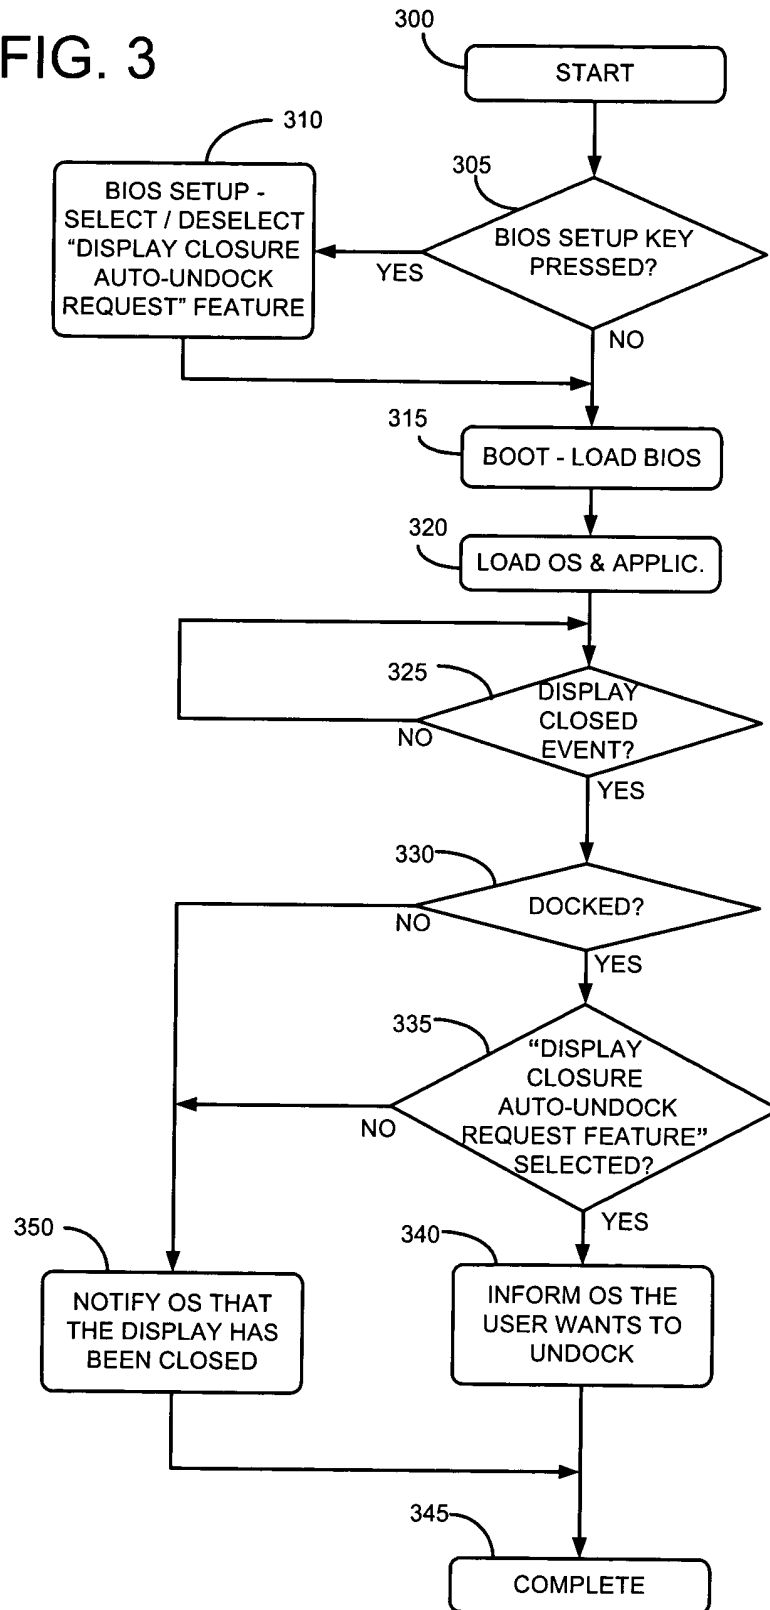 FIG. 3
300
START
305
BIOS SETUP KEY
PRESSED?
YES
NO
310
BIOS SETUP -
SELECT / DESELECT
“DISPLAY CLOSURE
AUTO-UNDOCK
REQUEST” FEATURE
315
BOOT - LOAD BIOS
320
LOAD OS & APPLIC.
325
DISPLAY
CLOSED
EVENT?
NO
YES
330
DOCKED?
NO
YES
335
“DISPLAY
CLOSURE
AUTO-UNDOCK
REQUEST FEATURE”
SELECTED?
NO
YES
350
NOTIFY OS THAT
THE DISPLAY HAS
BEEN CLOSED
340
INFORM OS THE
USER WANTS TO
UNDOCK
345
COMPLETE